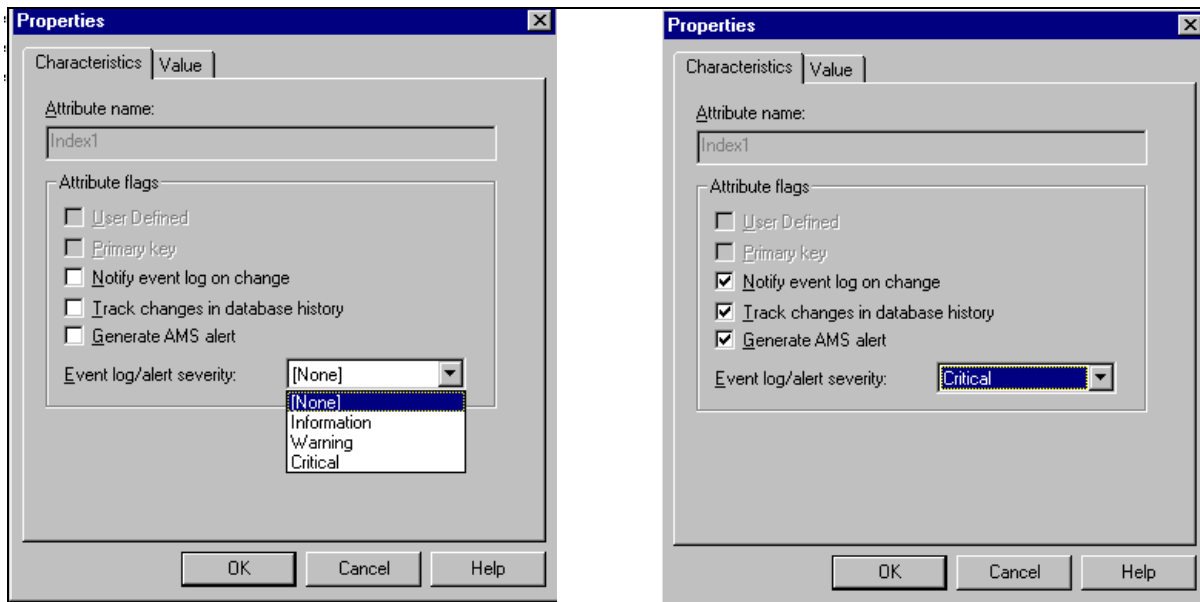 Properties
Characteristics Value
Attribute name:
Index1
Attribute flags
User Defined
Primary key
Notify event log on change
Track changes in database history
Generate AMS alert
Event log/alert severity: [None]
[None]
Information
Warning
Critical
OK Cancel Help
Properties
Characteristics Value
Attribute name:
Index1
Attribute flags
User Defined
Primary key
Notify event log on change
Track changes in database history
Generate AMS alert
Event log/alert severity: Critical
OK Cancel Help